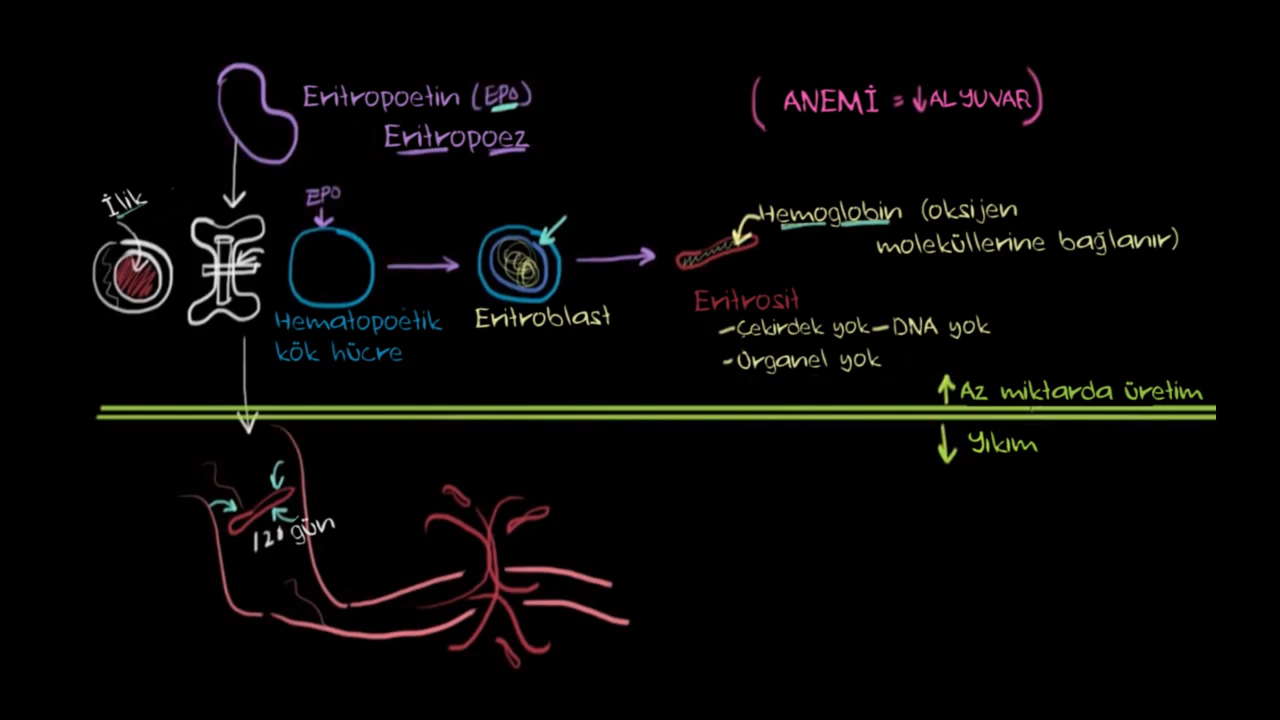 Eritropoetin (EPO)
Eritropoez
( ANEMİ = ↓ALYUVAR)
İlik
EPO
Hemoglobin (oksijen
moleküllerine bağlanır)
Hematopoetik
kök hücre
Eritroblast
Eritrosit
-Çekirdek yok-DNA yok
-Organel yok
↑Az miktarda üretim
↓ Yıkım
120 gün